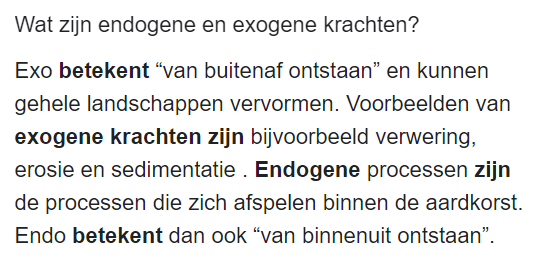 Wat zijn endogene en exogene krachten?
Exo betekent “van buitenaf ontstaan” en kunnen
gehele landschappen vervormen. Voorbeelden van
exogene krachten zijn bijvoorbeeld verwering,
erosie en sedimentatie . Endogene processen zijn
de processen die zich afspelen binnen de aardkorst.
Endo betekent dan ook “van binnenuit ontstaan”.